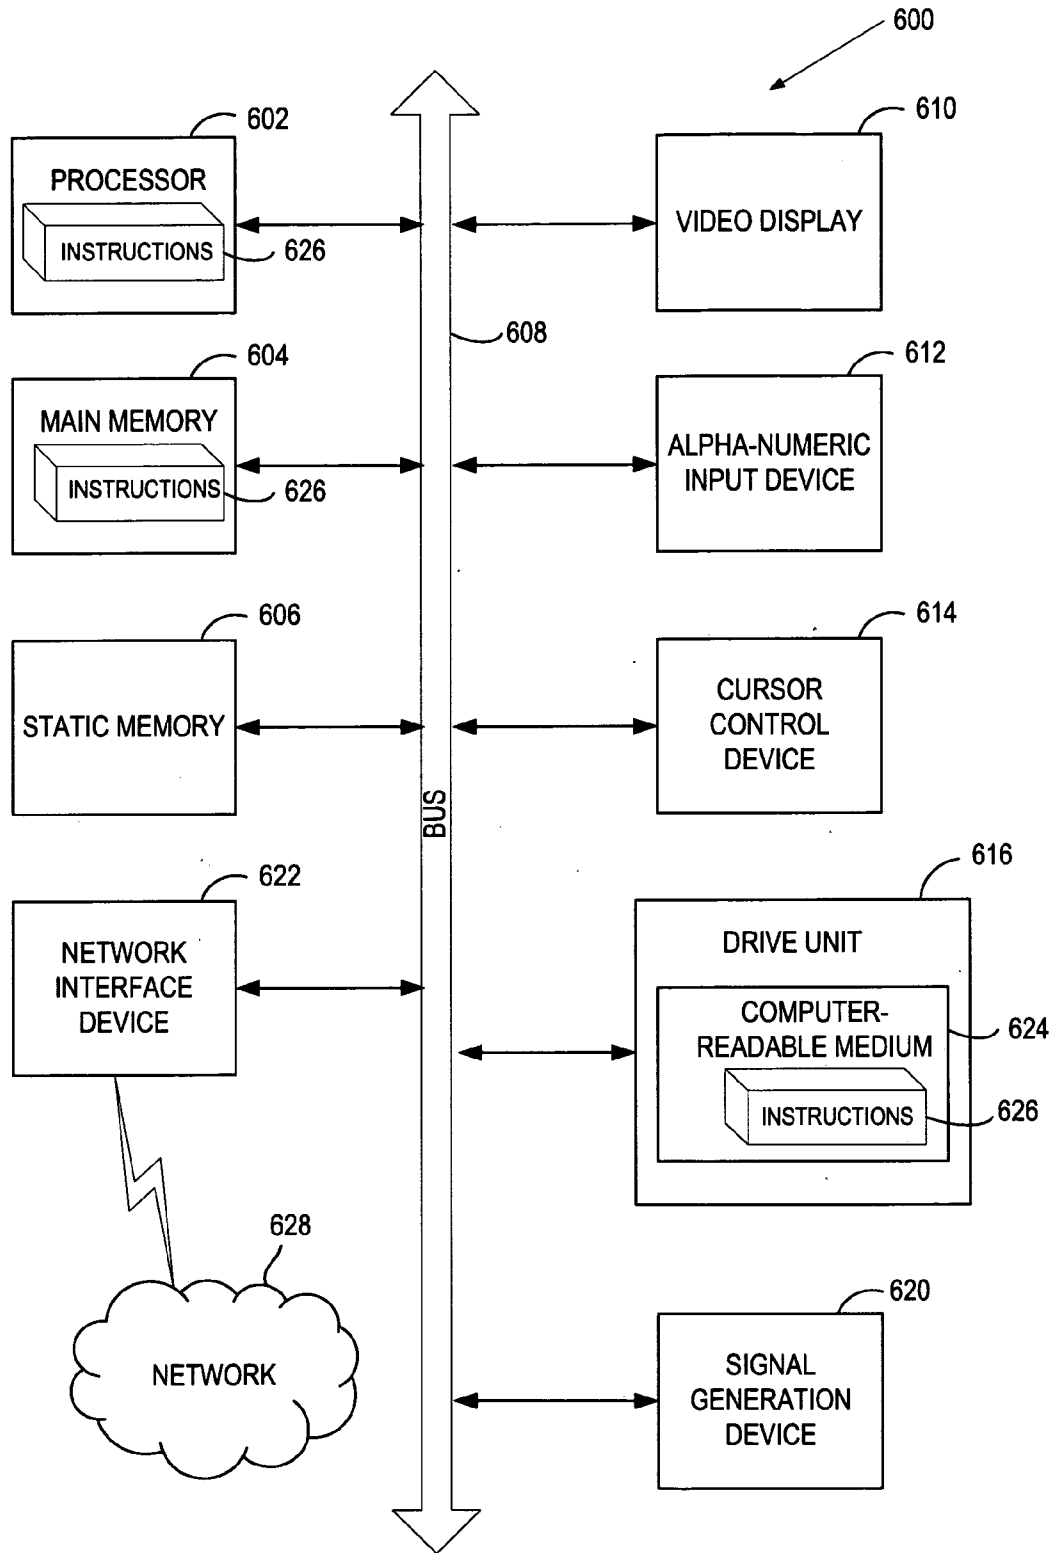 600
602
PROCESSOR
INSTRUCTIONS
626
610
VIDEO DISPLAY
608
604
MAIN MEMORY
INSTRUCTIONS
626
612
ALPHA-NUMERIC
INPUT DEVICE
606
STATIC MEMORY
614
CURSOR
CONTROL
DEVICE
BUS
622
NETWORK
INTERFACE
DEVICE
616
DRIVE UNIT
COMPUTER-
READABLE MEDIUM
624
INSTRUCTIONS
626
628
NETWORK
620
SIGNAL
GENERATION
DEVICE